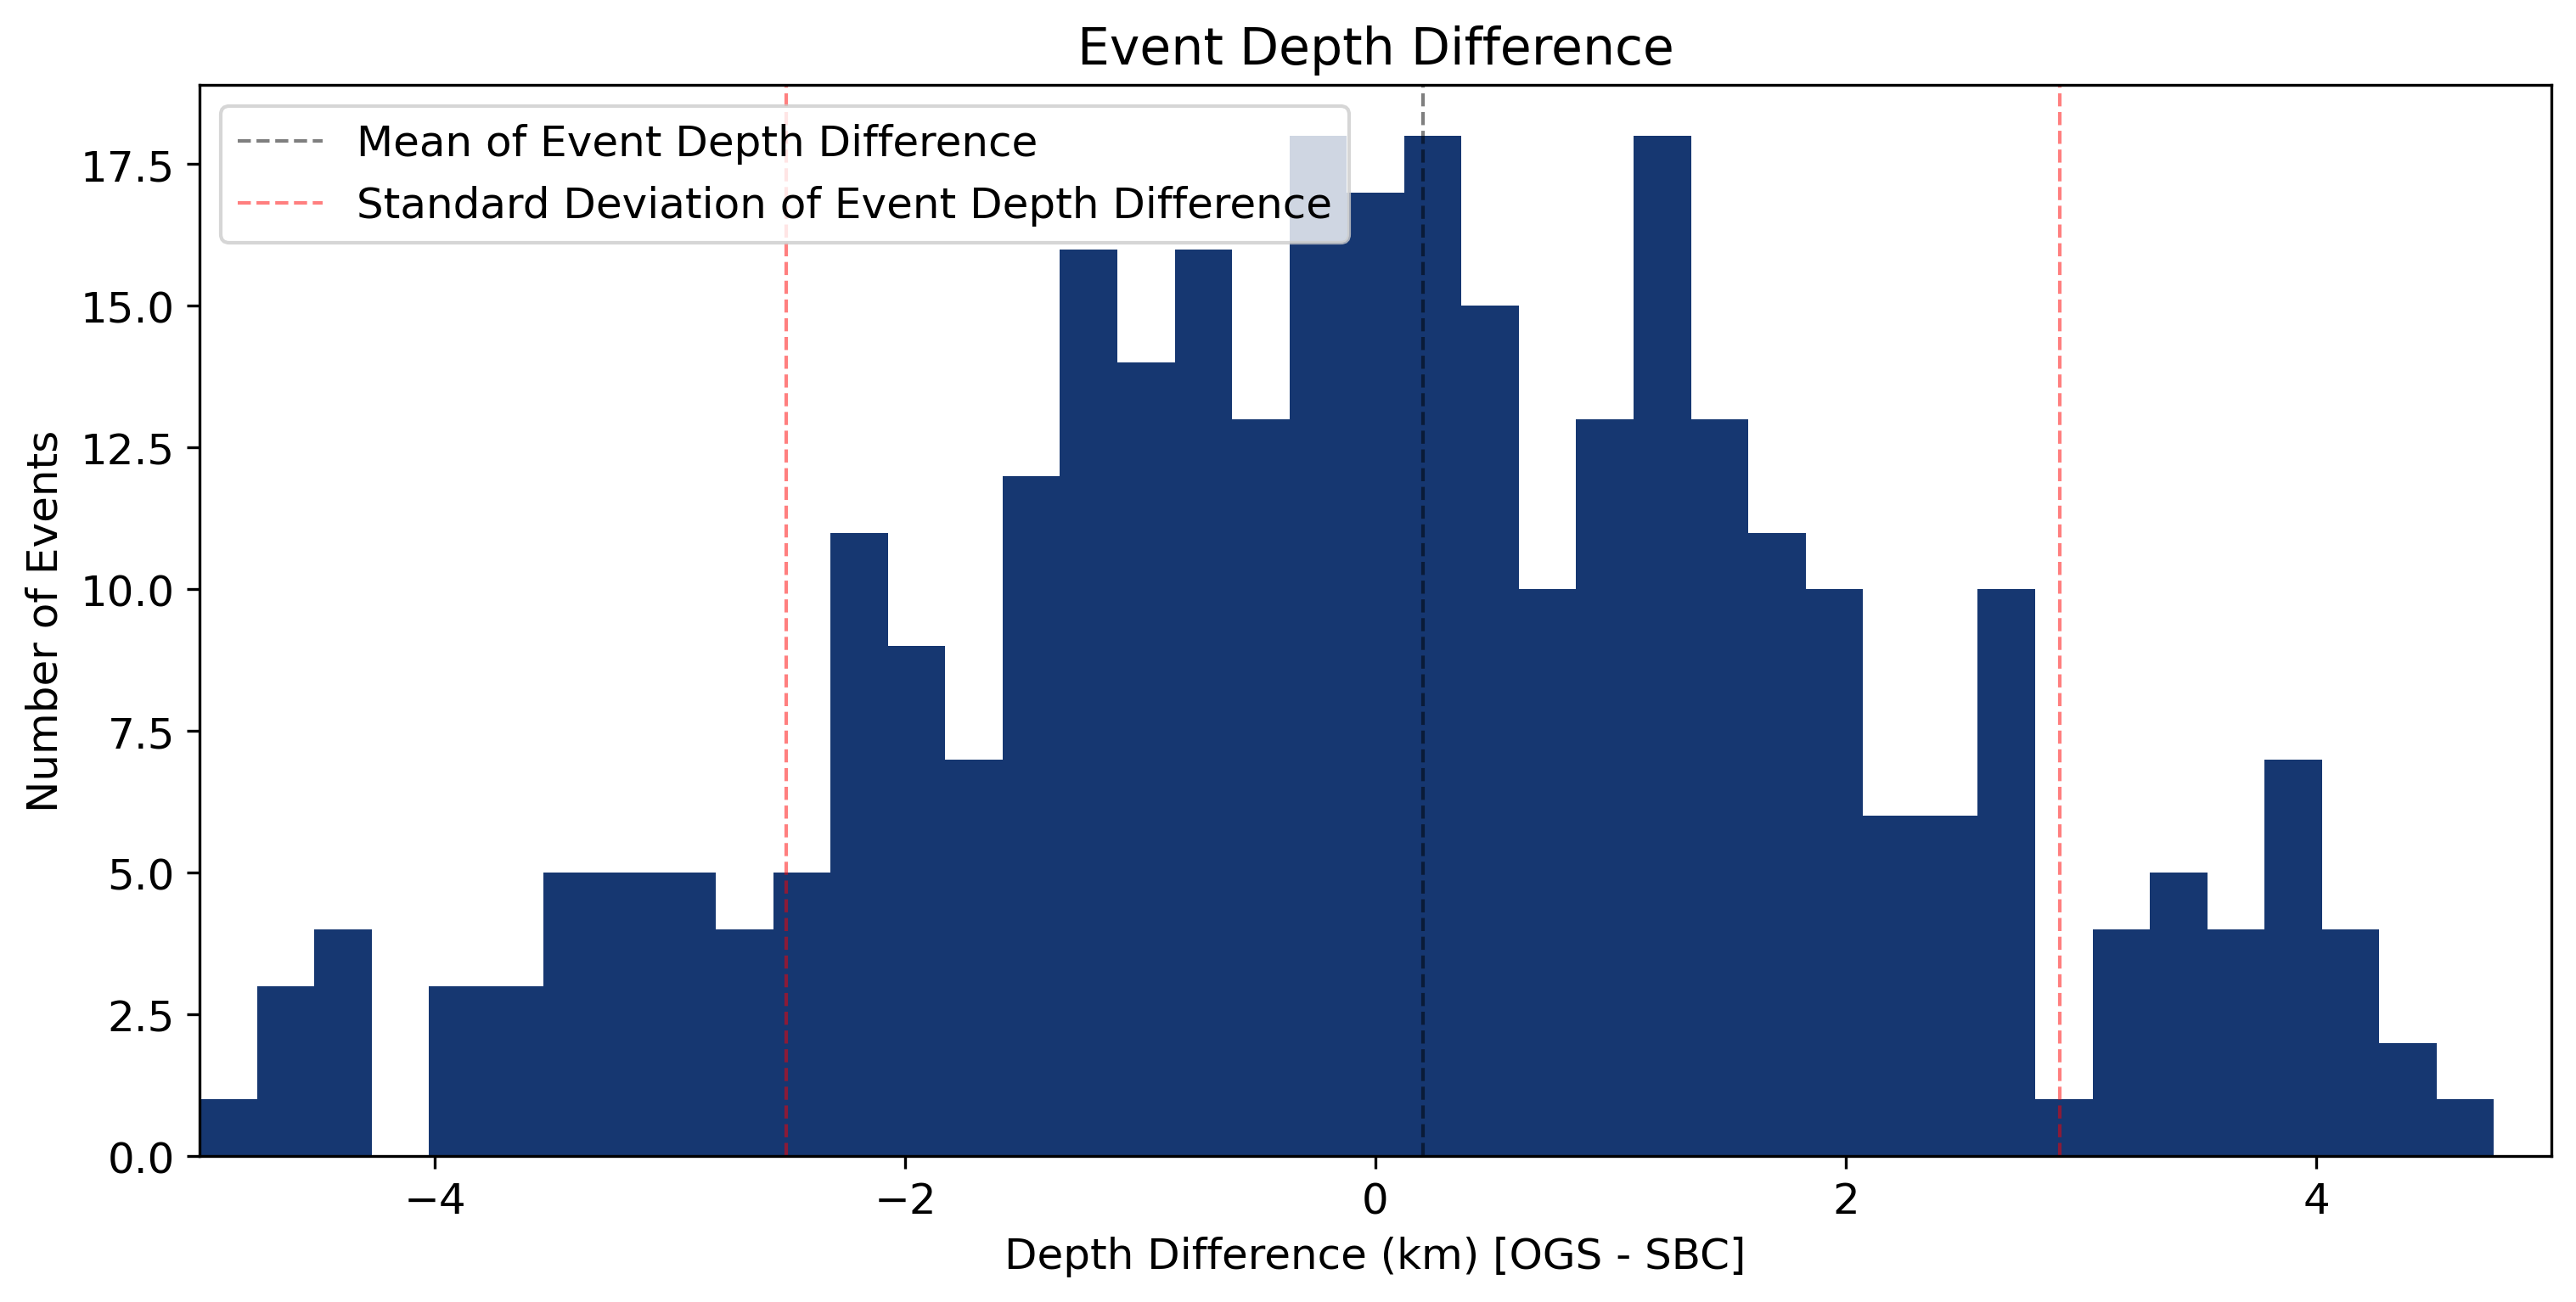 Event Depth Difference
Mean of Event Depth Difference
Standard Deviation of Event Depth Difference
Number of Events
17.5
15.0
12.5
10.0
7.5
5.0
2.5
0.0
−4 −2 0 2 4
Depth Difference (km) [OGS - SBC]